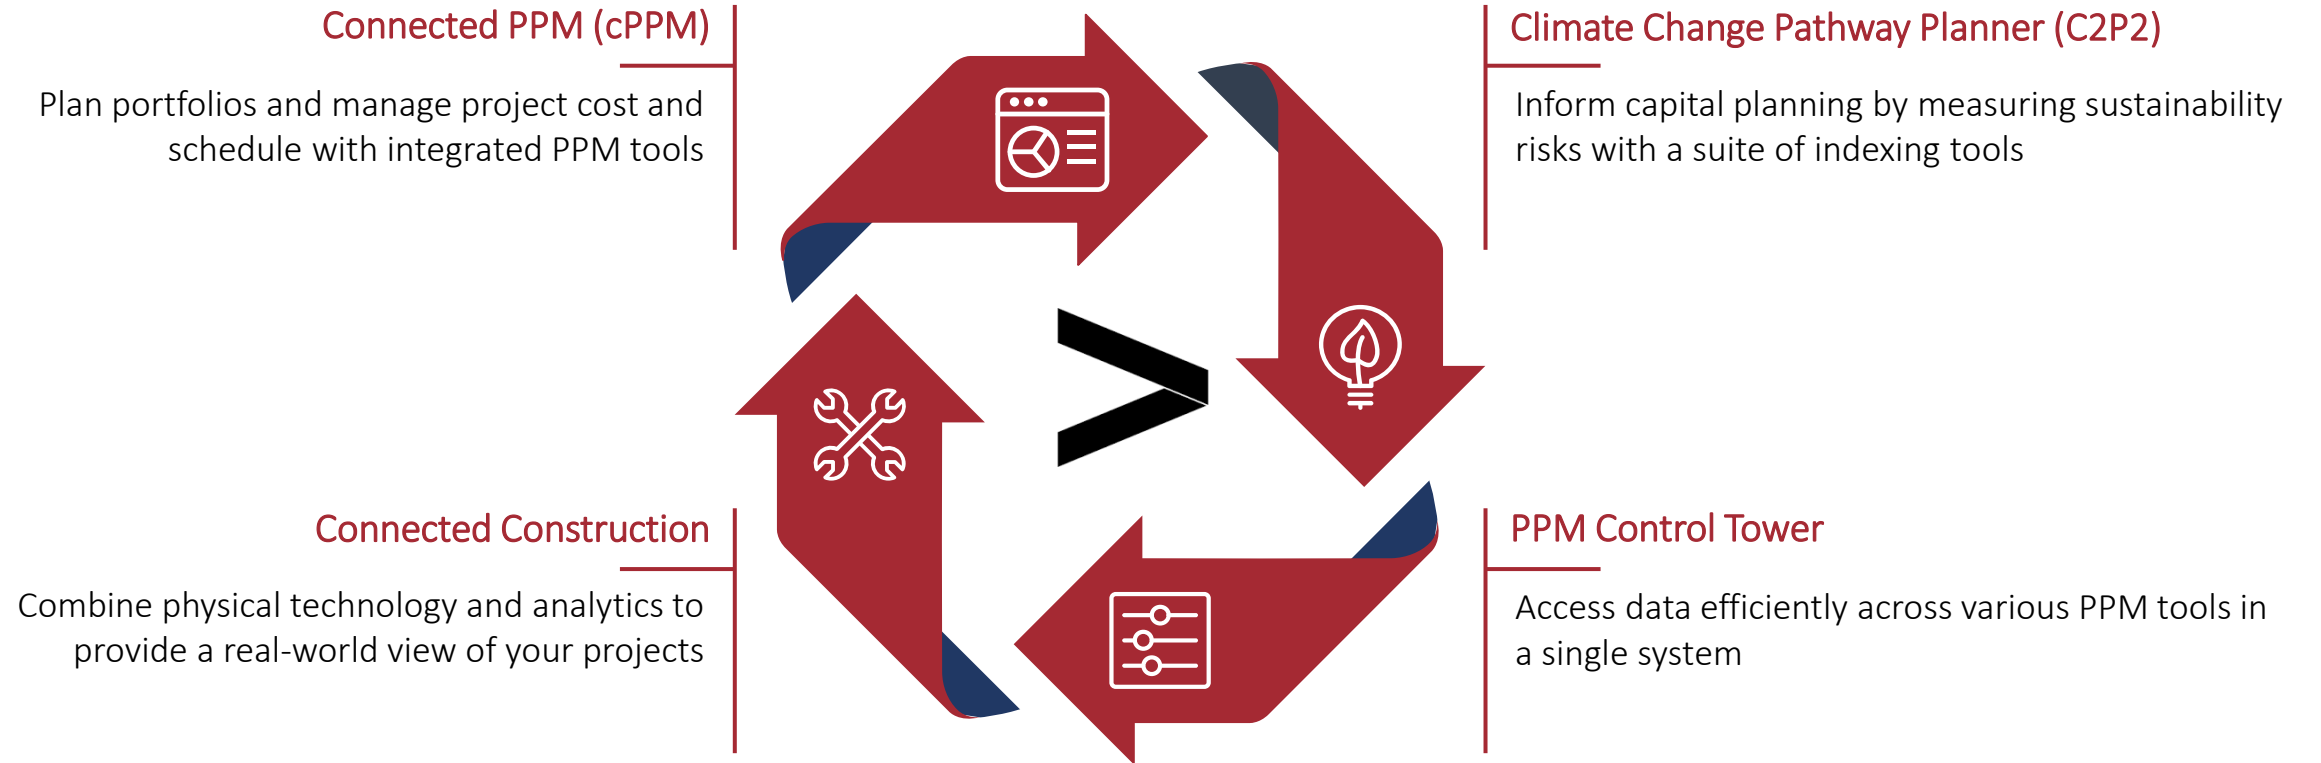 Connected PPM (cPPM)
Plan portfolios and manage project cost and
schedule with integrated PPM tools
Climate Change Pathway Planner (C2P2)
Inform capital planning by measuring sustainability
risks with a suite of indexing tools
Connected Construction
Combine physical technology and analytics to
provide a real-world view of your projects
PPM Control Tower
Access data efficiently across various PPM tools in
a single system